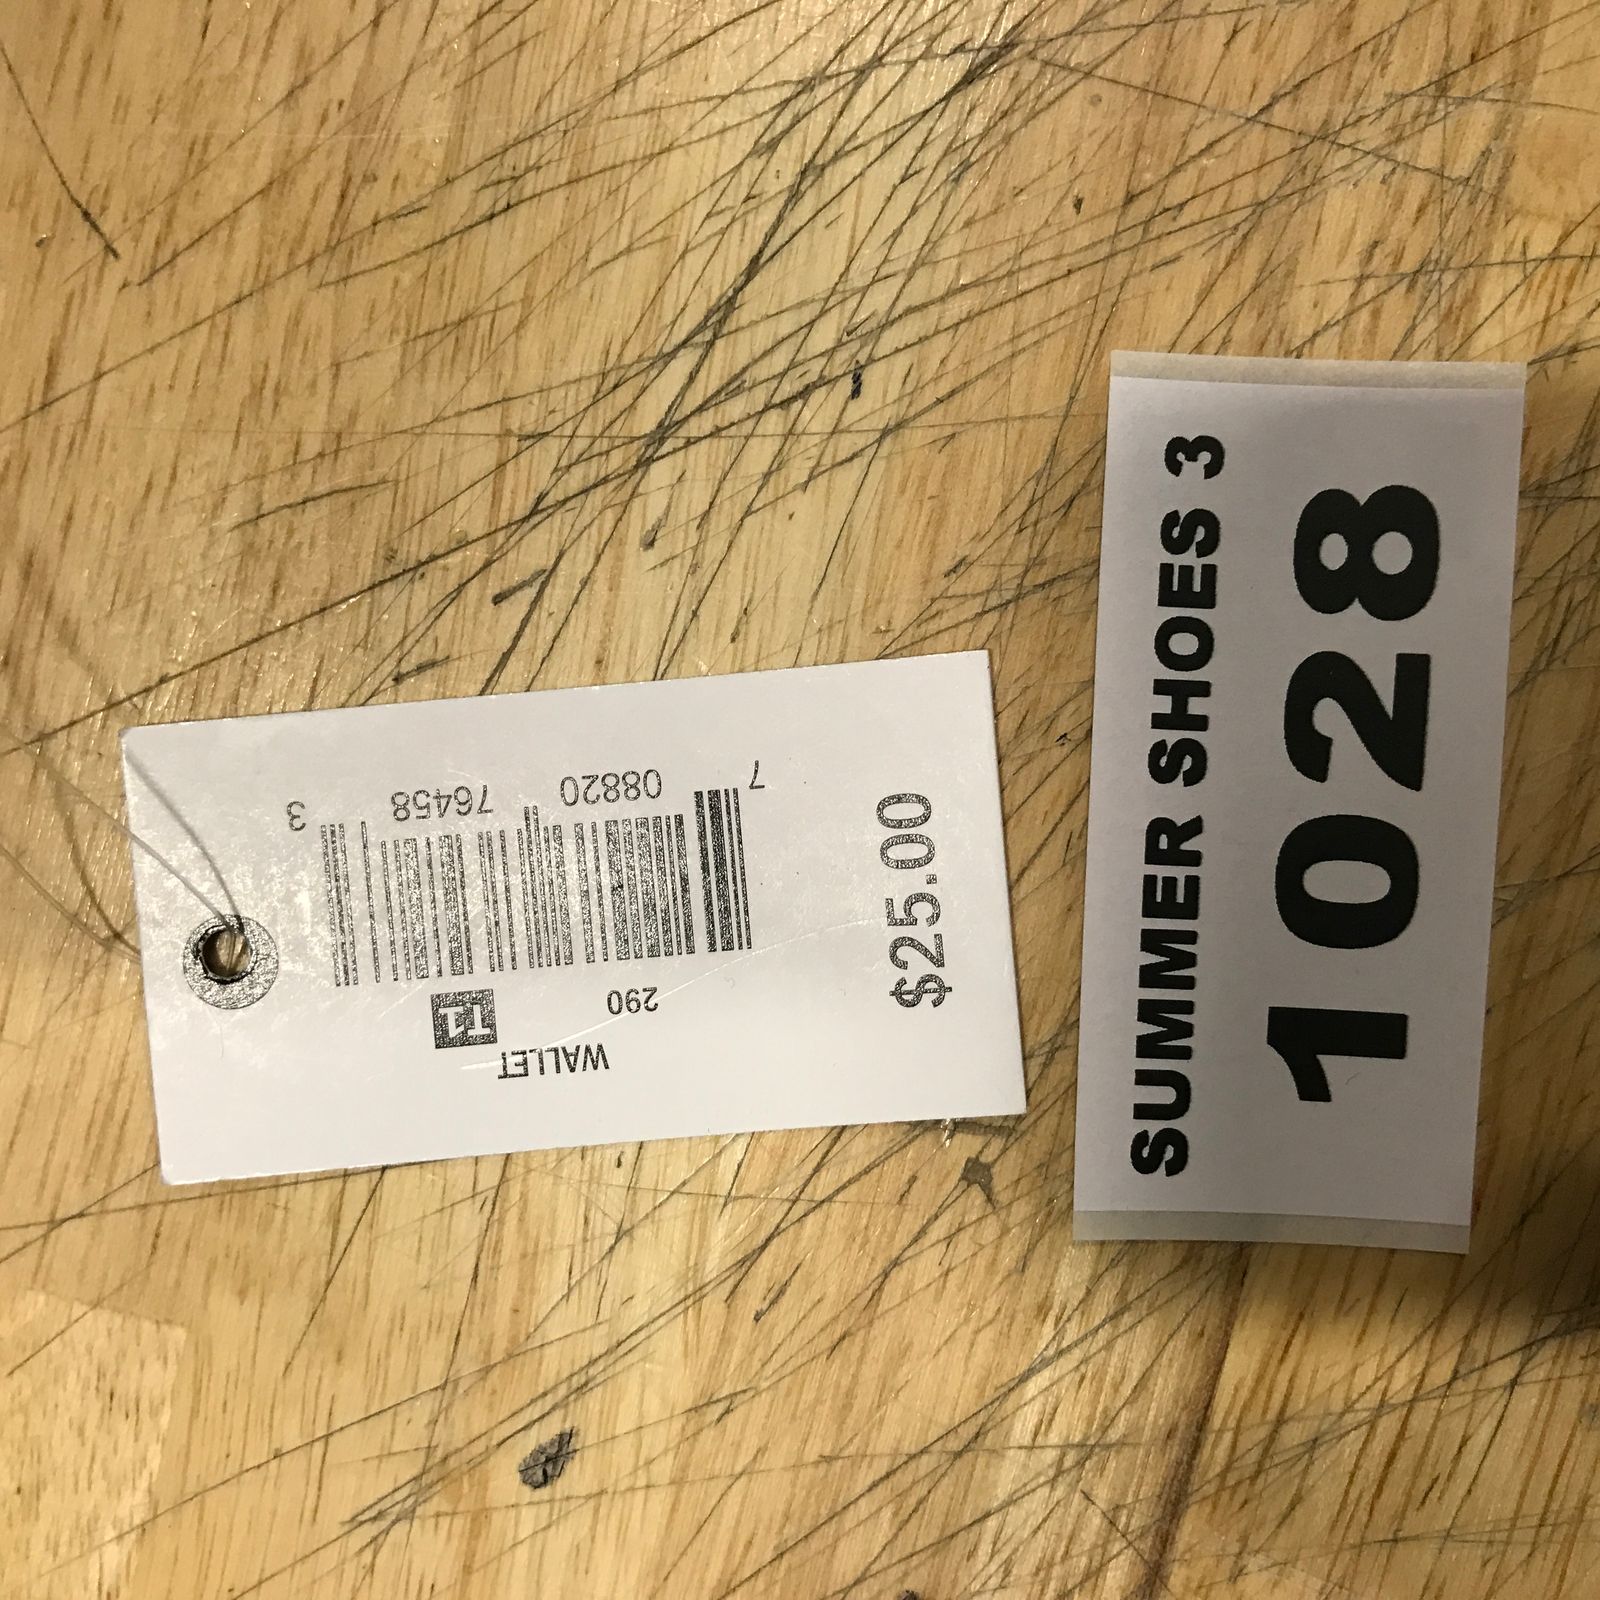 WALLET
T1
290
7 08820 76458 3
$25.00
SUMMER SHOES 3
1028